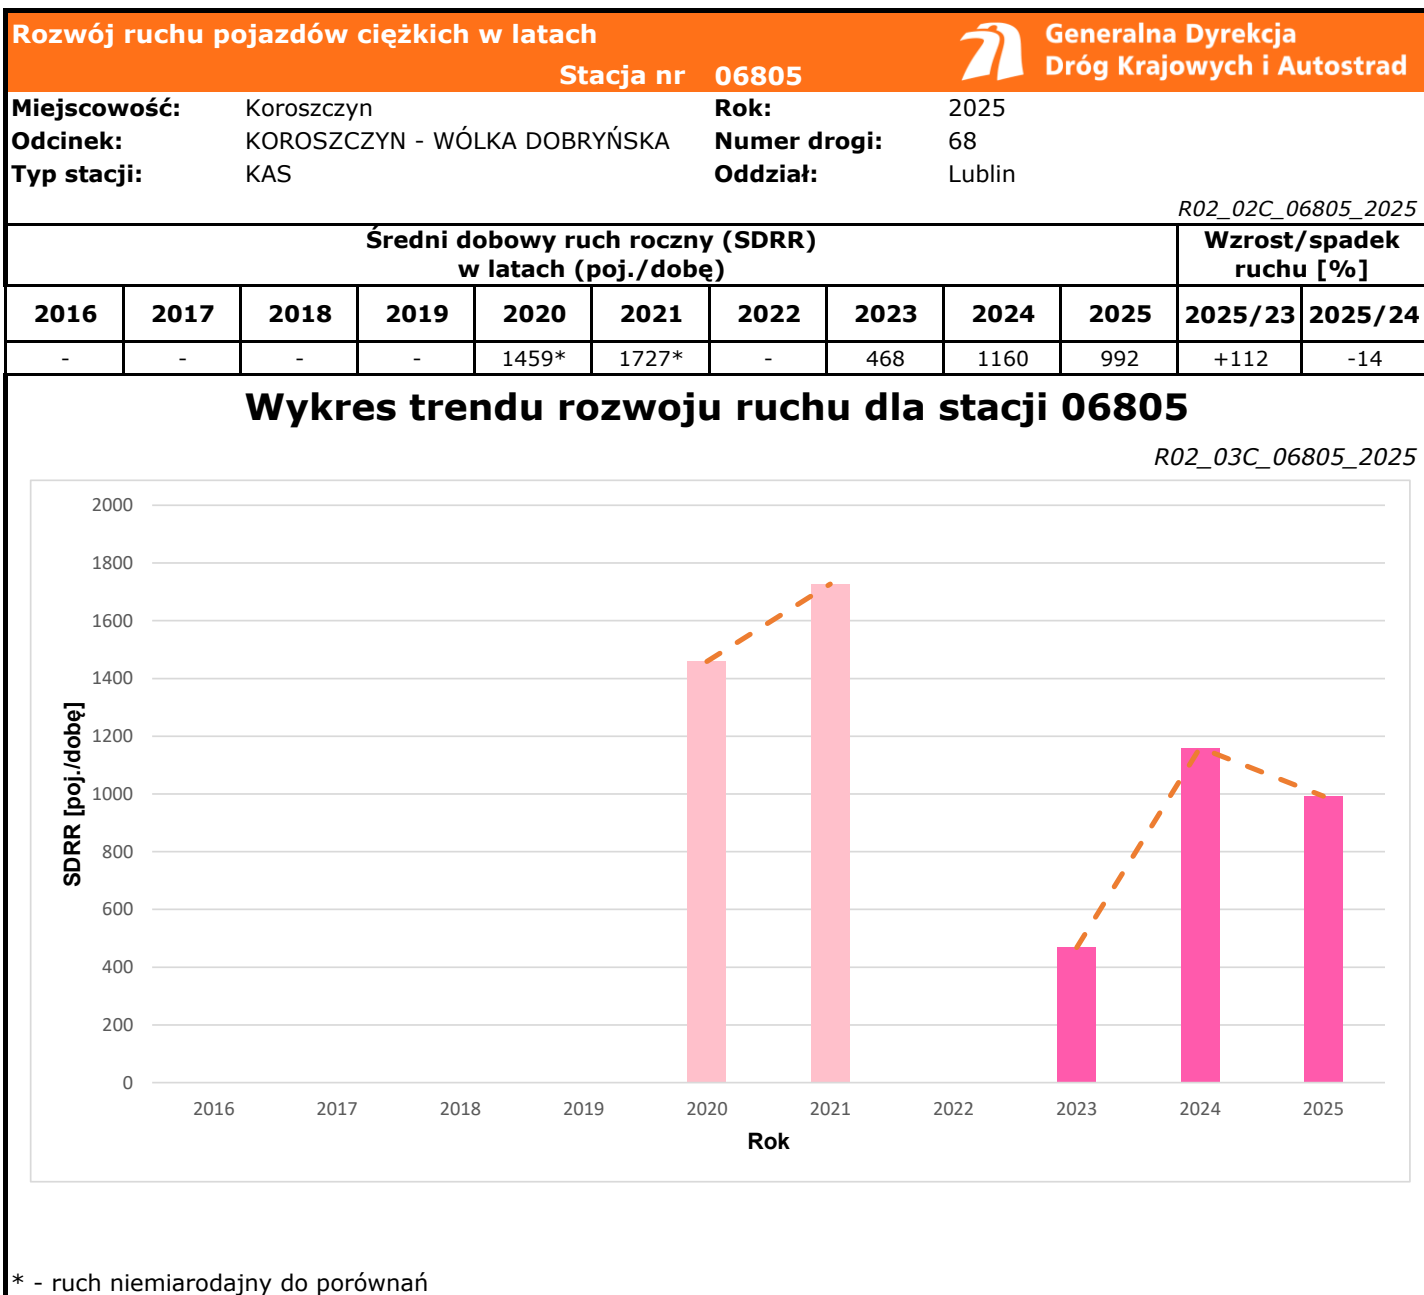 Rozwój ruchu pojazdów ciężkich w latach
Generalna Dyrekcja
Dróg Krajowych i Autostrad
Stacja nr 06805
Miejscowość: Koroszczyn Rok: 2025
Odcinek: KOROSZCZYN - WÓLKA DOBRYŃSKA Numer drogi: 68
Typ stacji: KAS Oddział: Lublin
R02_02C_06805_2025
Średni dobowy ruch roczny (SDRR)
w latach (poj./dobę)
Wzrost/spadek
ruchu [%]
2016 2017 2018 2019 2020 2021 2022 2023 2024 2025 2025/23 2025/24
- - - - 1459* 1727* - 468 1160 992 +112 -14
Wykres trendu rozwoju ruchu dla stacji 06805
R02_03C_06805_2025
2000
1800
1600
1400
1200
1000
800
600
400
200
0
SDRR [poj./dobę]
2016 2017 2018 2019 2020 2021 2022 2023 2024 2025
Rok
* - ruch niemiarodajny do porównań